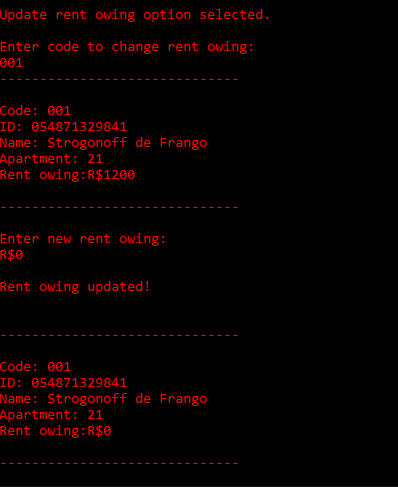 Update rent owing option selected.
Enter code to change rent owing:
001
------------------------------
Code: 001
ID: 054871329841
Name: Strogonoff de Frango
Apartment: 21
Rent owing:R$1200
------------------------------
Enter new rent owing:
R$0
Rent owing updated!
------------------------------
Code: 001
ID: 054871329841
Name: Strogonoff de Frango
Apartment: 21
Rent owing:R$0
------------------------------